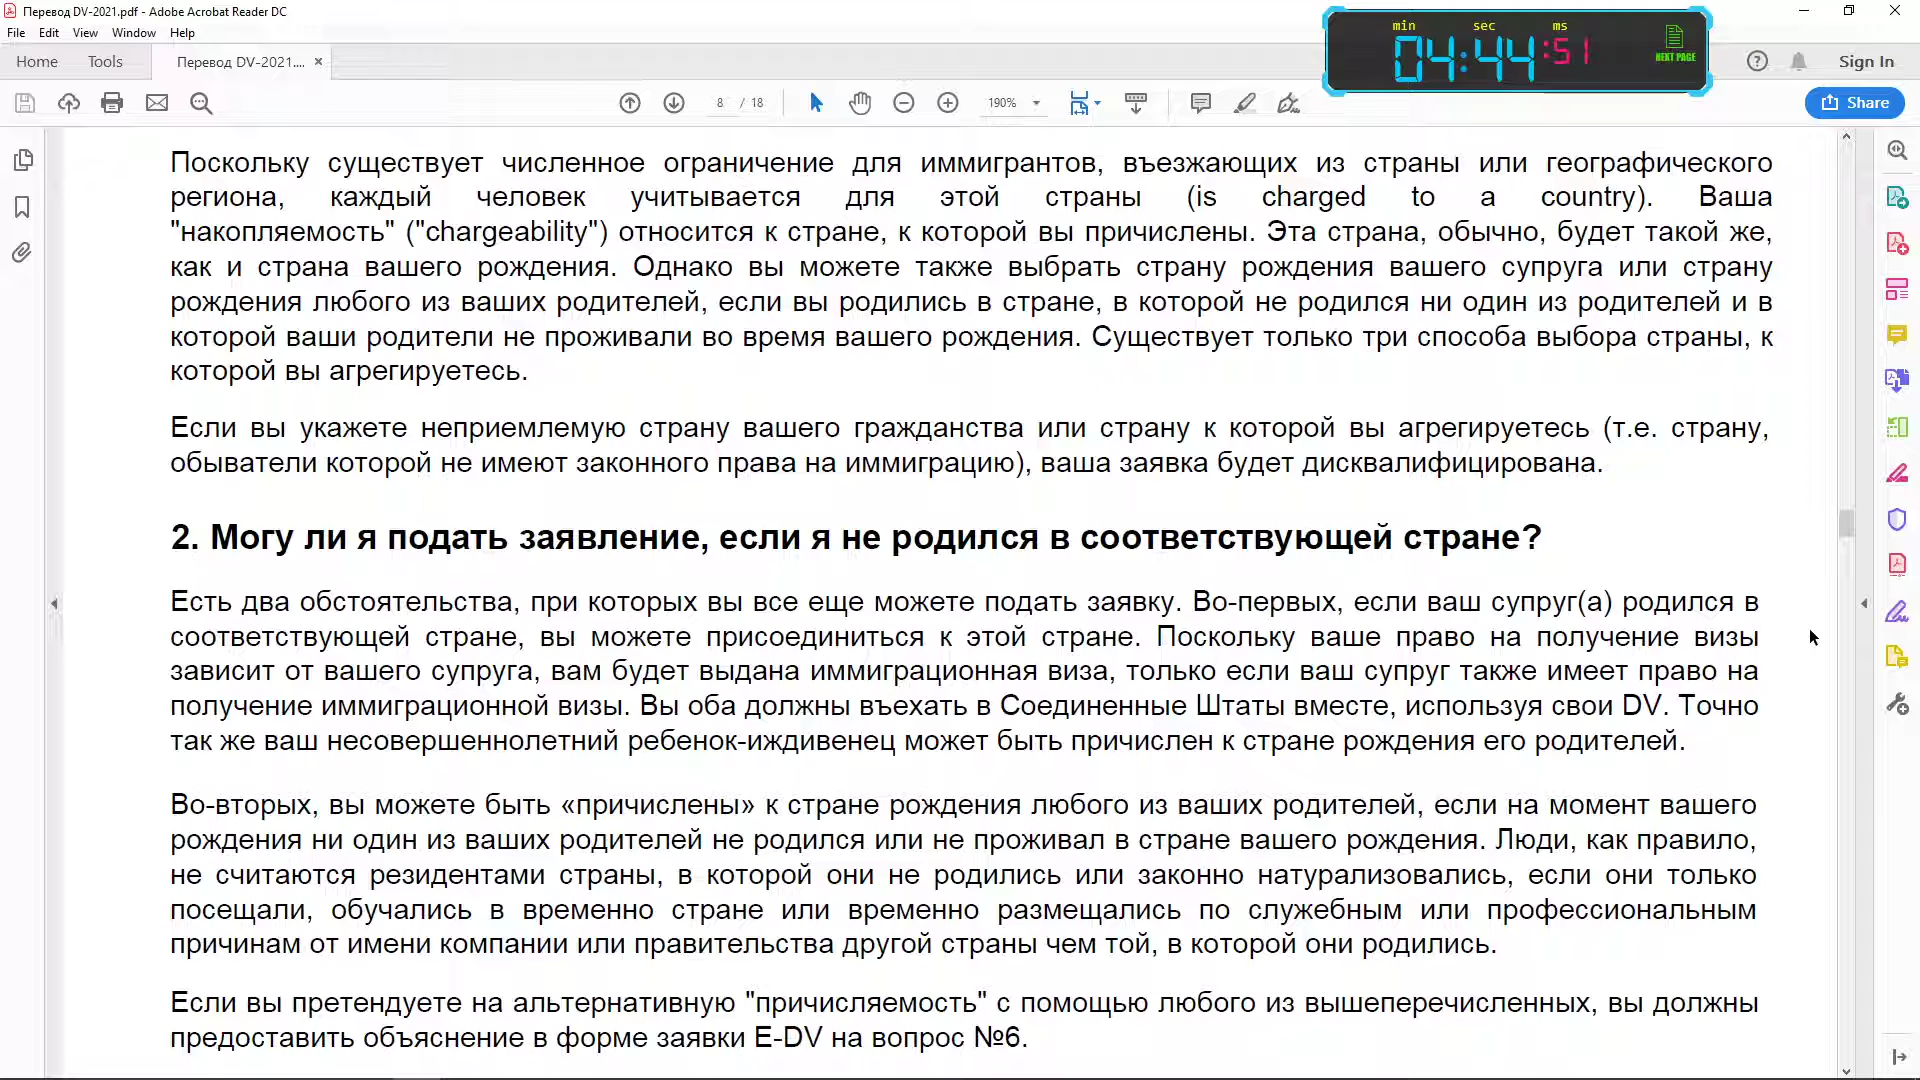 Перевод DV-2021.pdf - Adobe Acrobat Reader DC
File Edit View Window Help
min sec ms
04:44:51
NEXT PAGE
Home Tools Перевод DV-2021.... × Sign In
8 / 18 190% Share
Поскольку существует численное ограничение для иммигрантов, въезжающих из страны или географического
региона, каждый человек учитывается для этой страны (is charged to a country). Ваша
"накопляемость" ("chargeability") относится к стране, к которой вы причислены. Эта страна, обычно, будет такой же,
как и страна вашего рождения. Однако вы можете также выбрать страну рождения вашего супруга или страну
рождения любого из ваших родителей, если вы родились в стране, в которой не родился ни один из родителей и в
которой ваши родители не проживали во время вашего рождения. Существует только три способа выбора страны, к
которой вы агрегируетесь.
Если вы укажете неприемлемую страну вашего гражданства или страну к которой вы агрегируетесь (т.е. страну,
обыватели которой не имеют законного права на иммиграцию), ваша заявка будет дисквалифицирована.
2. Могу ли я подать заявление, если я не родился в соответствующей стране?
Есть два обстоятельства, при которых вы все еще можете подать заявку. Во-первых, если ваш супруг(а) родился в
соответствующей стране, вы можете присоединиться к этой стране. Поскольку ваше право на получение визы
зависит от вашего супруга, вам будет выдана иммиграционная виза, только если ваш супруг также имеет право на
получение иммиграционной визы. Вы оба должны въехать в Соединенные Штаты вместе, используя свои DV. Точно
так же ваш несовершеннолетний ребенок-иждивенец может быть причислен к стране рождения его родителей.
Во-вторых, вы можете быть «причислены» к стране рождения любого из ваших родителей, если на момент вашего
рождения ни один из ваших родителей не родился или не проживал в стране вашего рождения. Люди, как правило,
не считаются резидентами страны, в которой они не родились или законно натурализовались, если они только
посещали, обучались в временно стране или временно размещались по служебным или профессиональным
причинам от имени компании или правительства другой страны чем той, в которой они родились.
Если вы претендуете на альтернативную "причисляемость" с помощью любого из вышеперечисленных, вы должны
предоставить объяснение в форме заявки E-DV на вопрос №6.